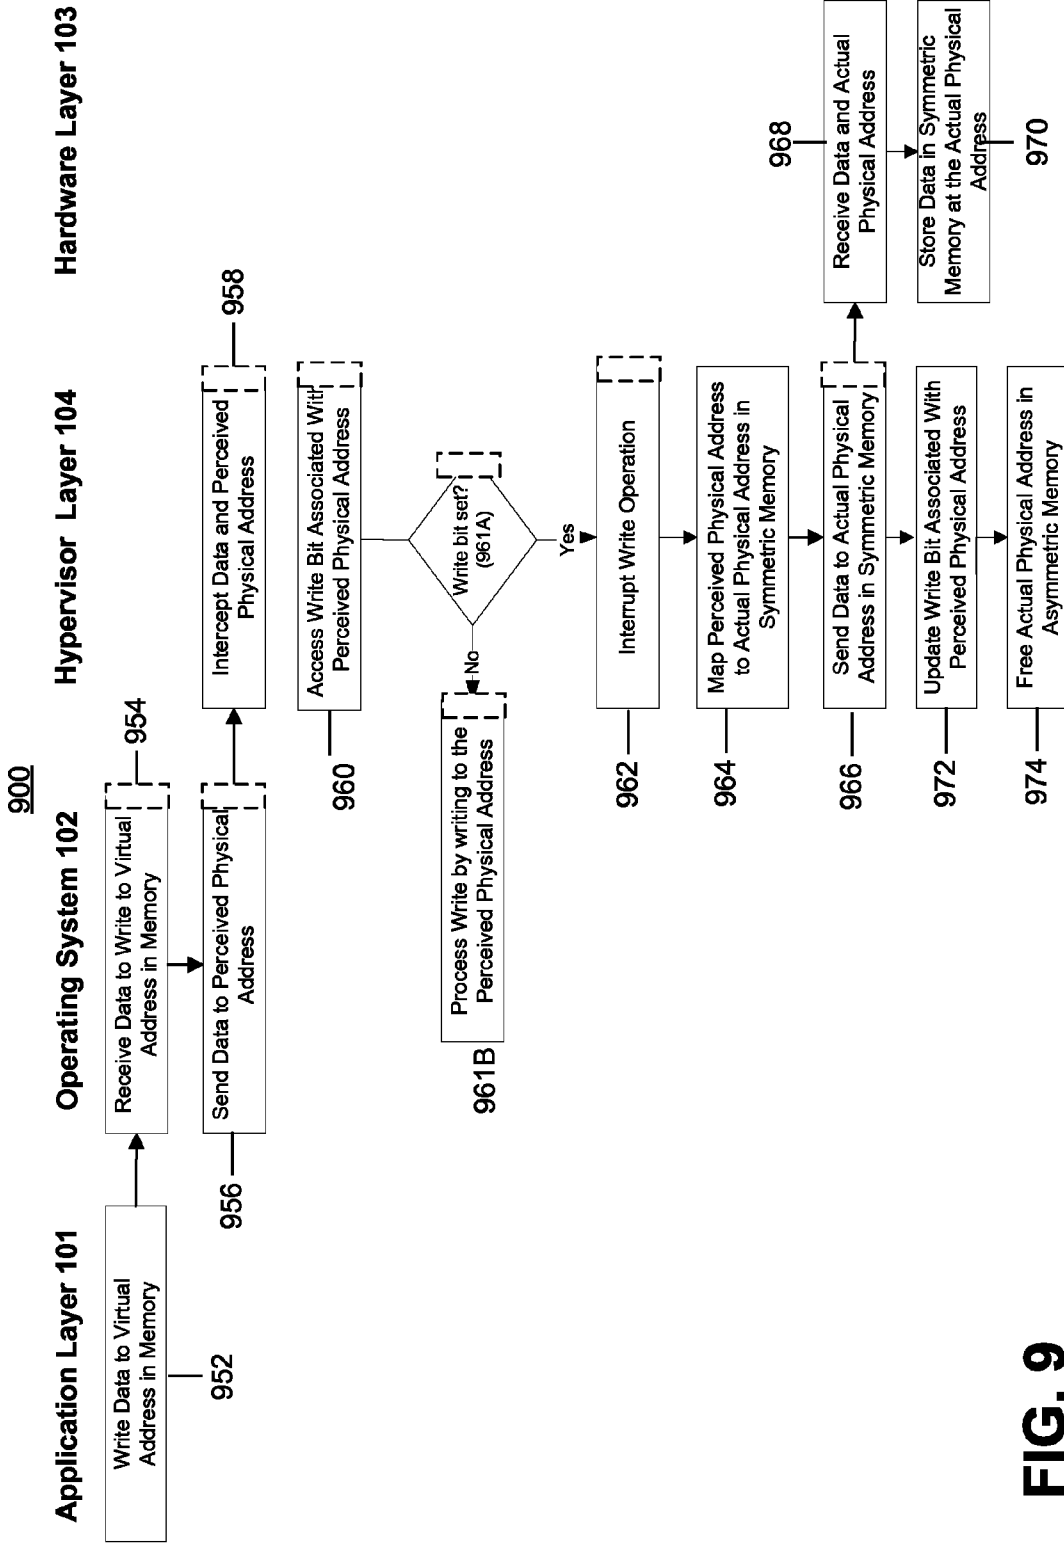 900
Application Layer 101
Operating System 102
Hypervisor Layer 104
Hardware Layer 103
Write Data to Virtual
Address in Memory
952
Receive Data to Write to Virtual
Address in Memory
954
Send Data to Perceived Physical
Address
956
Intercept Data and Perceived
Physical Address
958
Access Write Bit Associated With
Perceived Physical Address
960
Write bit set?
(961A)
No
Process Write by writing to the
Perceived Physical Address
961B
Yes
Interrupt Write Operation
962
Map Perceived Physical Address
to Actual Physical Address in
Symmetric Memory
964
Send Data to Actual Physical
Address in Symmetric Memory
966
Receive Data and Actual
Physical Address
968
Store Data in Symmetric
Memory at the Actual Physical
Address
970
Update Write Bit Associated With
Perceived Physical Address
972
Free Actual Physical Address in
Asymmetric Memory
974
FIG. 9